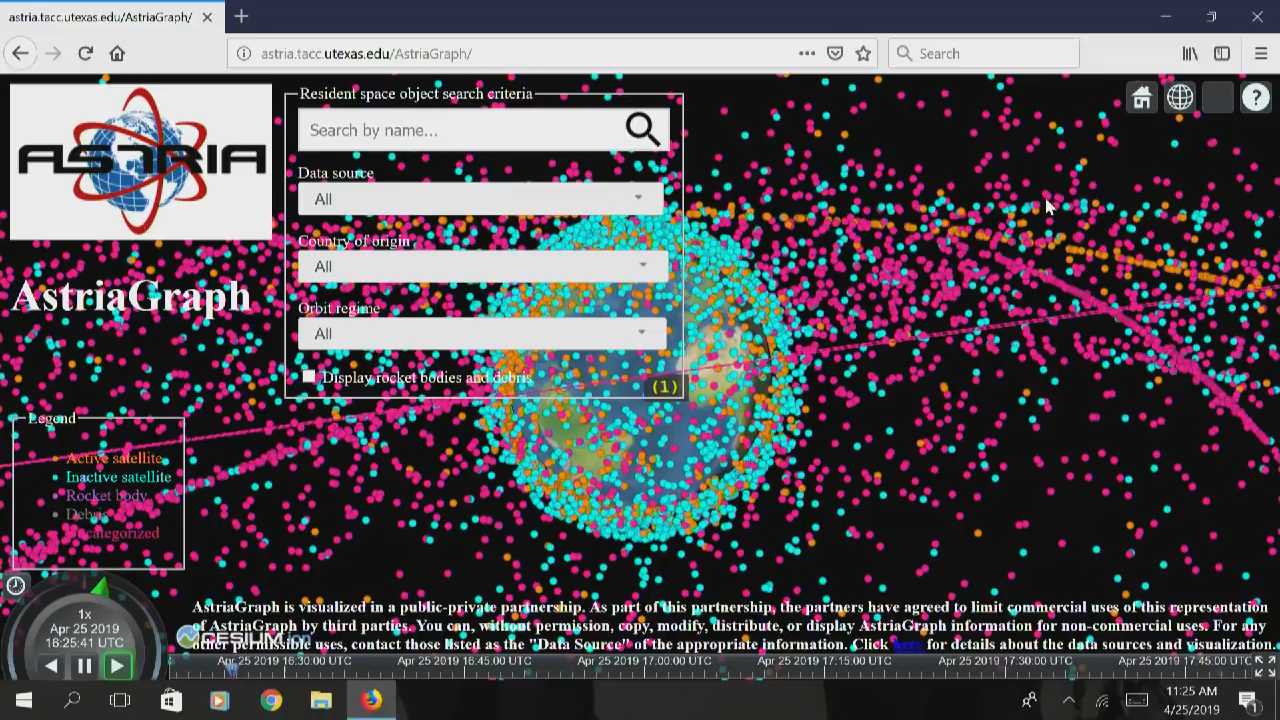 astria.tacc.utexas.edu/AstriaGraph/
astria.tacc.utexas.edu/AstriaGraph/
Search
ASTRIA
Resident space object search criteria
Search by name...
Data source
All
Country of origin
All
Orbit regime
All
Display rocket bodies and debris
(1)
AstriaGraph
Legend
Active satellite
Inactive satellite
Rocket body
Debris
Uncategorized
1x
Apr 25 2019
16:25:41 UTC
AstriaGraph is visualized in a public-private partnership. As part of this partnership, the partners have agreed to limit commercial uses of this representation
of AstriaGraph by third parties. You can, without permission, copy, modify, distribute, or display AstriaGraph information for non-commercial uses. For any
other permissible uses, contact those listed as the "Data Source" of the appropriate information. Click here for details about the data sources and visualization.
CESIUM ion
Apr 25 2019 16:30:00 UTC
Apr 25 2019 16:45:00 UTC
Apr 25 2019 17:00:00 UTC
Apr 25 2019 17:15:00 UTC
Apr 25 2019 17:30:00 UTC
Apr 25 2019 17:45:00 UTC
11:25 AM
4/25/2019
1